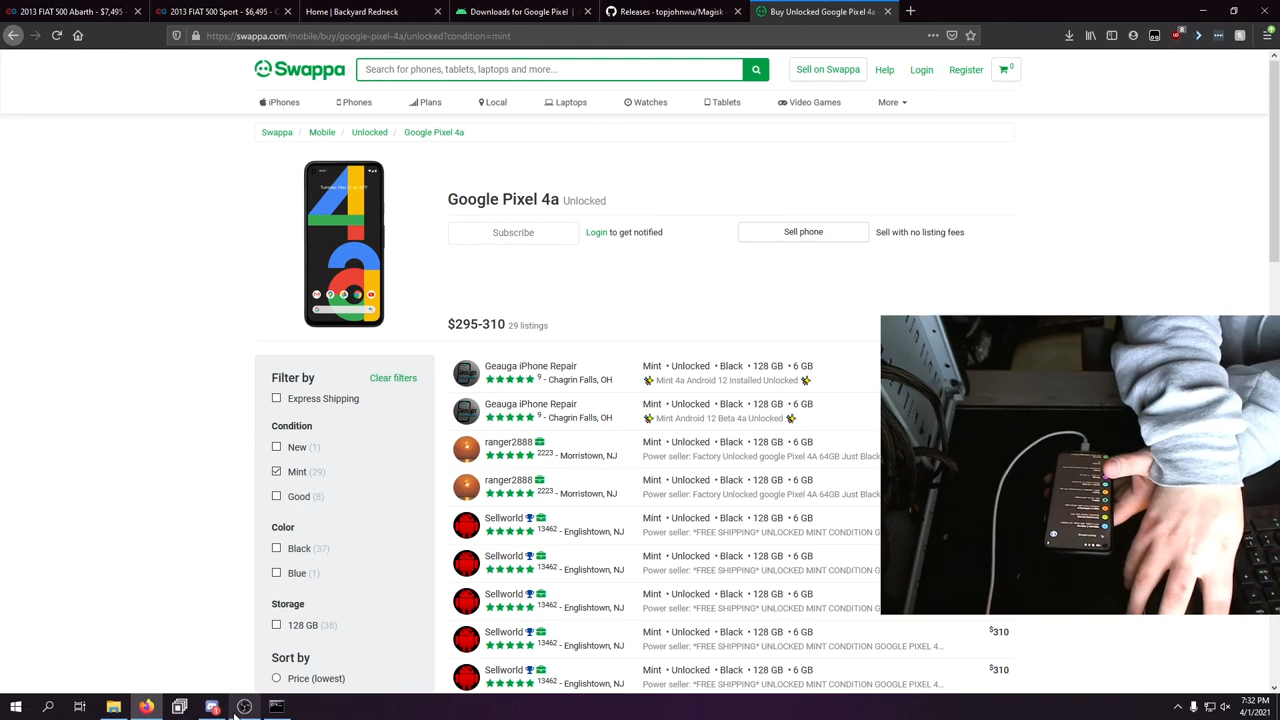 2013 FIAT 500 Abarth - $7,495
2013 FIAT 500 Sport - $6,495
Home | Backyard
Download Pixel
Releases · topjohnwu/Magisk
Buy Unlocked Google Pixel 4a
https://swappa.com/mobile/buy/google-pixel-4a/unlocked?condition=mint
Swappa
Search for phones, tablets, laptops and more...
Sell on Swappa
Help
Login
Register
0
iPhones
Phones
Plans
Local
Laptops
Watches
Tablets
Video Games
More
Swappa / Mobile / Unlocked / Google Pixel 4a
Google Pixel 4a Unlocked
Subscribe
Login to get notified
Sell phone
Sell with no listing fees
$295-310 29 listings
Filter by
Clear filters
Express Shipping
Condition
New (1)
Mint (29)
Good (8)
Color
Black (37)
Blue (1)
Storage
128 GB (38)
Sort by
Price (lowest)
Geauga iPhone Repair
9 - Chagrin Falls, OH
Mint • Unlocked • Black • 128 GB • 6 GB
Mint 4a Android 12 Installed Unlocked
Geauga iPhone Repair
9 - Chagrin Falls, OH
Mint • Unlocked • Black • 128 GB • 6 GB
Mint Android 12 Beta 4a Unlocked
ranger2888
2223 - Morristown, NJ
Mint • Unlocked • Black • 128 GB • 6 GB
Power seller: Factory Unlocked google Pixel 4A 64GB Just Black
ranger2888
2223 - Morristown, NJ
Mint • Unlocked • Black • 128 GB • 6 GB
Power seller: Factory Unlocked google Pixel 4A 64GB Just Black
Sellworld
13462 - Englishtown, NJ
Mint • Unlocked • Black • 128 GB • 6 GB
Power seller: *FREE SHIPPING* UNLOCKED MINT CONDITION G
Sellworld
13462 - Englishtown, NJ
Mint • Unlocked • Black • 128 GB • 6 GB
Power seller: *FREE SHIPPING* UNLOCKED MINT CONDITION G
Sellworld
13462 - Englishtown, NJ
Mint • Unlocked • Black • 128 GB • 6 GB
Power seller: *FREE SHIPPING* UNLOCKED MINT CONDITION G
Sellworld
13462 - Englishtown, NJ
Mint • Unlocked • Black • 128 GB • 6 GB
$310
Power seller: *FREE SHIPPING* UNLOCKED MINT CONDITION GOOGLE PIXEL 4...
Sellworld
13462 - Englishtown, NJ
Mint • Unlocked • Black • 128 GB • 6 GB
$310
Power seller: *FREE SHIPPING* UNLOCKED MINT CONDITION GOOGLE PIXEL 4...
7:32 PM
4/1/2021